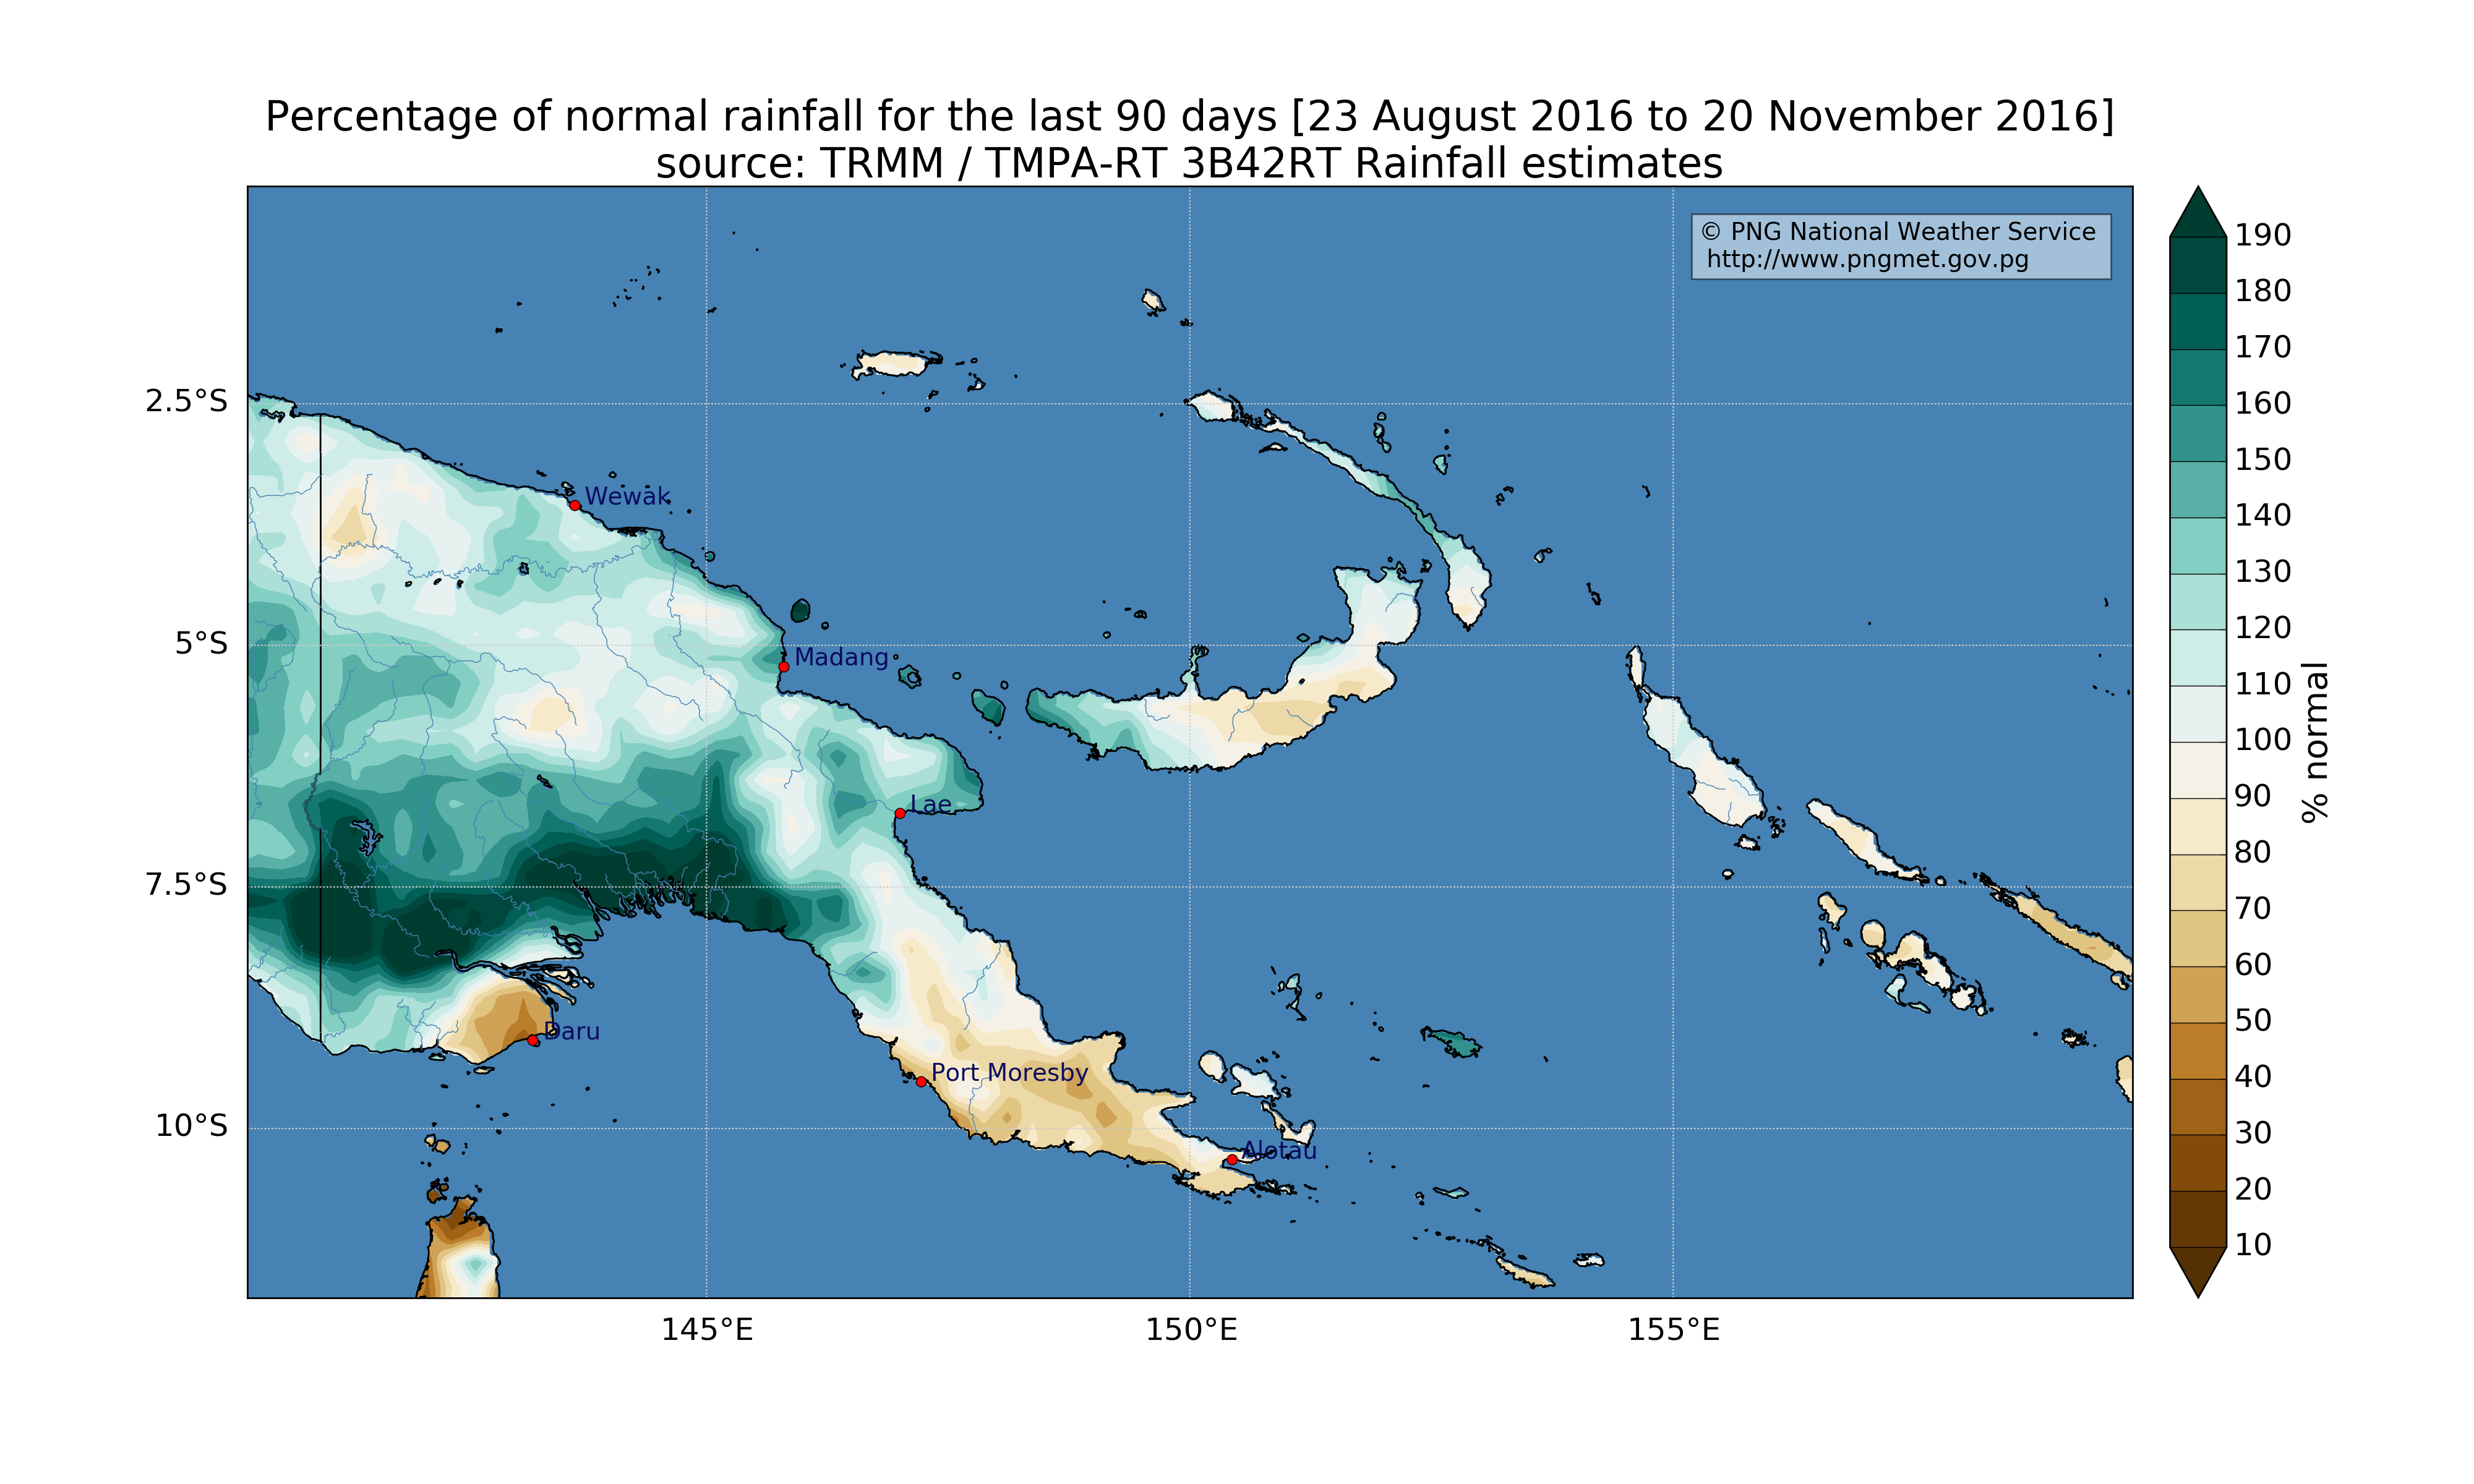 Percentage of normal rainfall for the last 90 days [23 August 2016 to 20 November 2016]
source: TRMM / TMPA-RT 3B42RT Rainfall estimates
© PNG National Weather Service
http://www.pngmet.gov.pg
2.5°S
5°S
7.5°S
10°S
145°E
150°E
155°E
Wewak
Madang
Lae
Daru
Port Moresby
Alotau
190
180
170
160
150
140
130
120
110
100
90
80
70
60
50
40
30
20
10
% normal